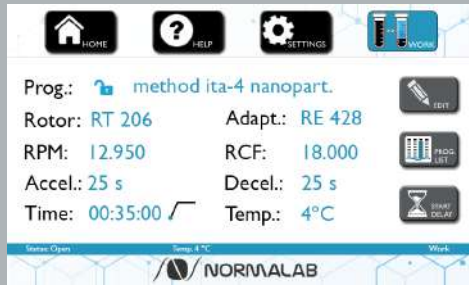 HOME
HELP
SETTINGS
WORK
Prog.: method ita-4 nanopart.
EDIT
Rotor: RT 206 Adapt.: RE 428
RPM: 12.950 RCF: 18.000
PROG. LIST
Accel.: 25 s Decel.: 25 s
Time: 00:35:00 Temp.: 4ºC
START DELAY
Status: Open Temp. 4 ºC Work
NORMALAB